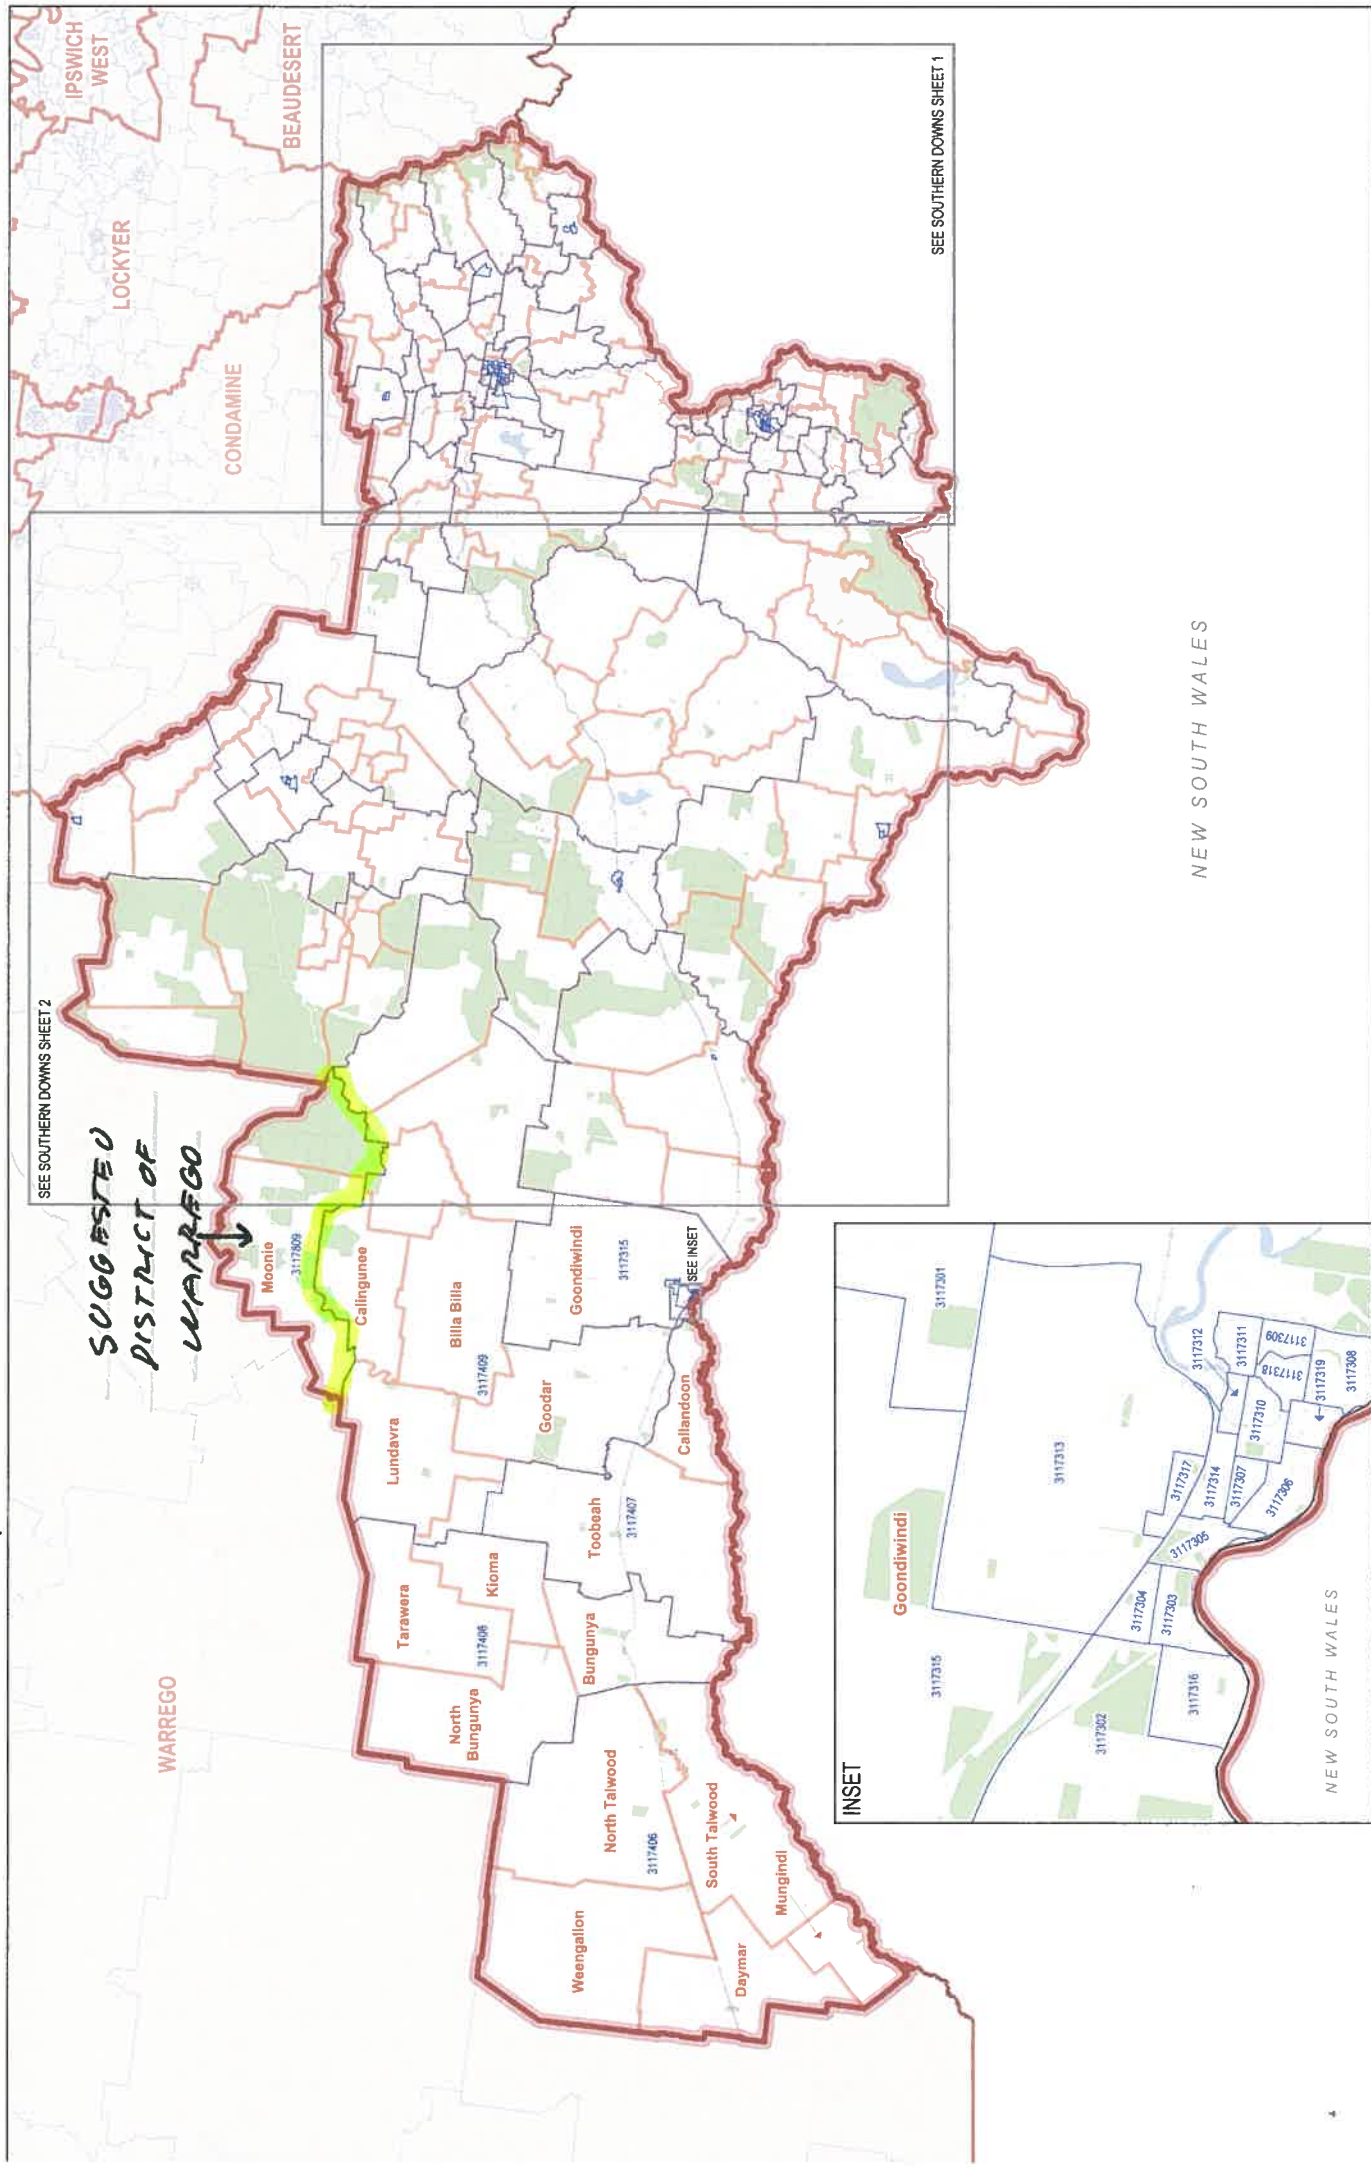 IPSWICH
WEST
BEAUDESERT
LOCKYER
CONDAMINE
SEE SOUTHERN DOWNS SHEET 1
SEE SOUTHERN DOWNS SHEET 2
SUGGESTED
DISTRICT OF
WARREGO
WARREGO
Moonie
3117809
Calingunee
Billa Billa
3117409
Goondiwindi
3117315
SEE INSET
Lundavra
Goodar
Callandoon
Toobeah
3117407
Tarawera
Kioma
3117408
Bungunya
North
Bungunya
North Talwood
3117406
South Talwood
Mungindi
Weengallon
Daymar
NEW SOUTH WALES
INSET
Goondiwindi
3117301
3117313
3117315
3117302
3117312
3117311
3117309
3117318
3117319
3117308
3117310
3117317
3117314
3117307
3117306
3117305
3117304
3117303
3117316
NEW SOUTH WALES